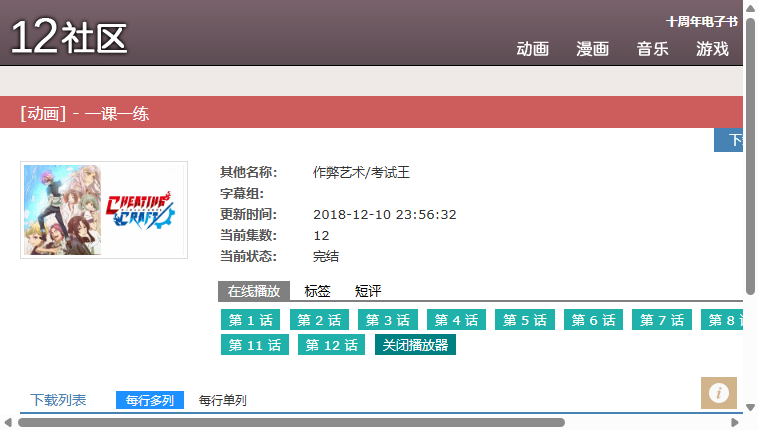 十周年电子书
12社区
动画 漫画 音乐 游戏
[动画] - 一课一练
其他名称: 作弊艺术/考试王
字幕组:
更新时间: 2018-12-10 23:56:32
当前集数: 12
当前状态: 完结
CHEATING CRAFT
在线播放 标签 短评
第 1 话 第 2 话 第 3 话 第 4 话 第 5 话 第 6 话 第 7 话 第 8
第 11 话 第 12 话 关闭播放器
下载列表 每行多列 每行单列